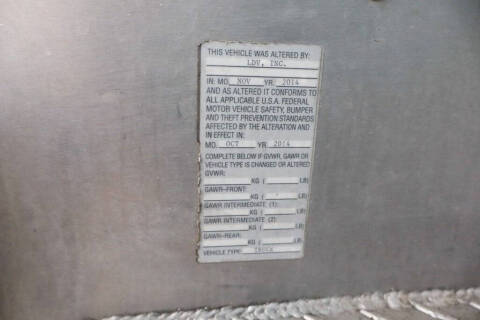 THIS VEHICLE WAS ALTERED BY:
LDV, INC.
IN: MO. NOV YR. 2014
AND AS ALTERED IT CONFORMS TO
ALL APPLICABLE U.S.A. FEDERAL
MOTOR VEHICLE SAFETY, BUMPER
AND THEFT PREVENTION STANDARDS
AFFECTED BY THE ALTERATION AND
IN EFFECT IN:
MO. OCT YR. 2014
COMPLETE BELOW IF GVWR, GAWR OR
VEHICLE TYPE IS CHANGED OR ALTERED
GVWR:
KG ( LB)
GAWR-FRONT:
KG ( LB)
GAWR INTERMEDIATE (1):
KG ( LB)
GAWR INTERMEDIATE (2):
KG ( LB)
GAWR-REAR:
KG ( LB)
VEHICLE TYPE: TRUCK